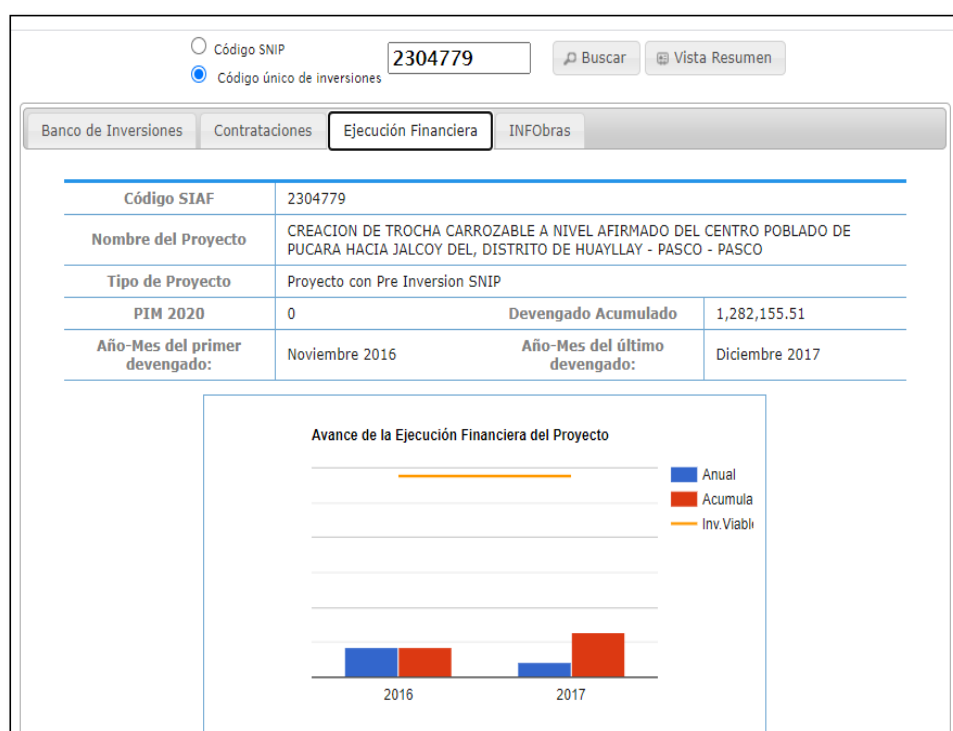 Código SNIP
Código único de inversiones
2304779
Buscar
Vista Resumen
Banco de Inversiones
Contrataciones
Ejecución Financiera
INFObras
Código SIAF
2304779
Nombre del Proyecto
CREACION DE TROCHA CARROZABLE A NIVEL AFIRMADO DEL CENTRO POBLADO DE
PUCARA HACIA JALCOY DEL, DISTRITO DE HUAYLLAY - PASCO - PASCO
Tipo de Proyecto
Proyecto con Pre Inversion SNIP
PIM 2020
0
Devengado Acumulado
1,282,155.51
Año-Mes del primer
devengado:
Noviembre 2016
Año-Mes del último
devengado:
Diciembre 2017
Avance de la Ejecución Financiera del Proyecto
Anual
Acumula
Inv.Viabl
2016
2017